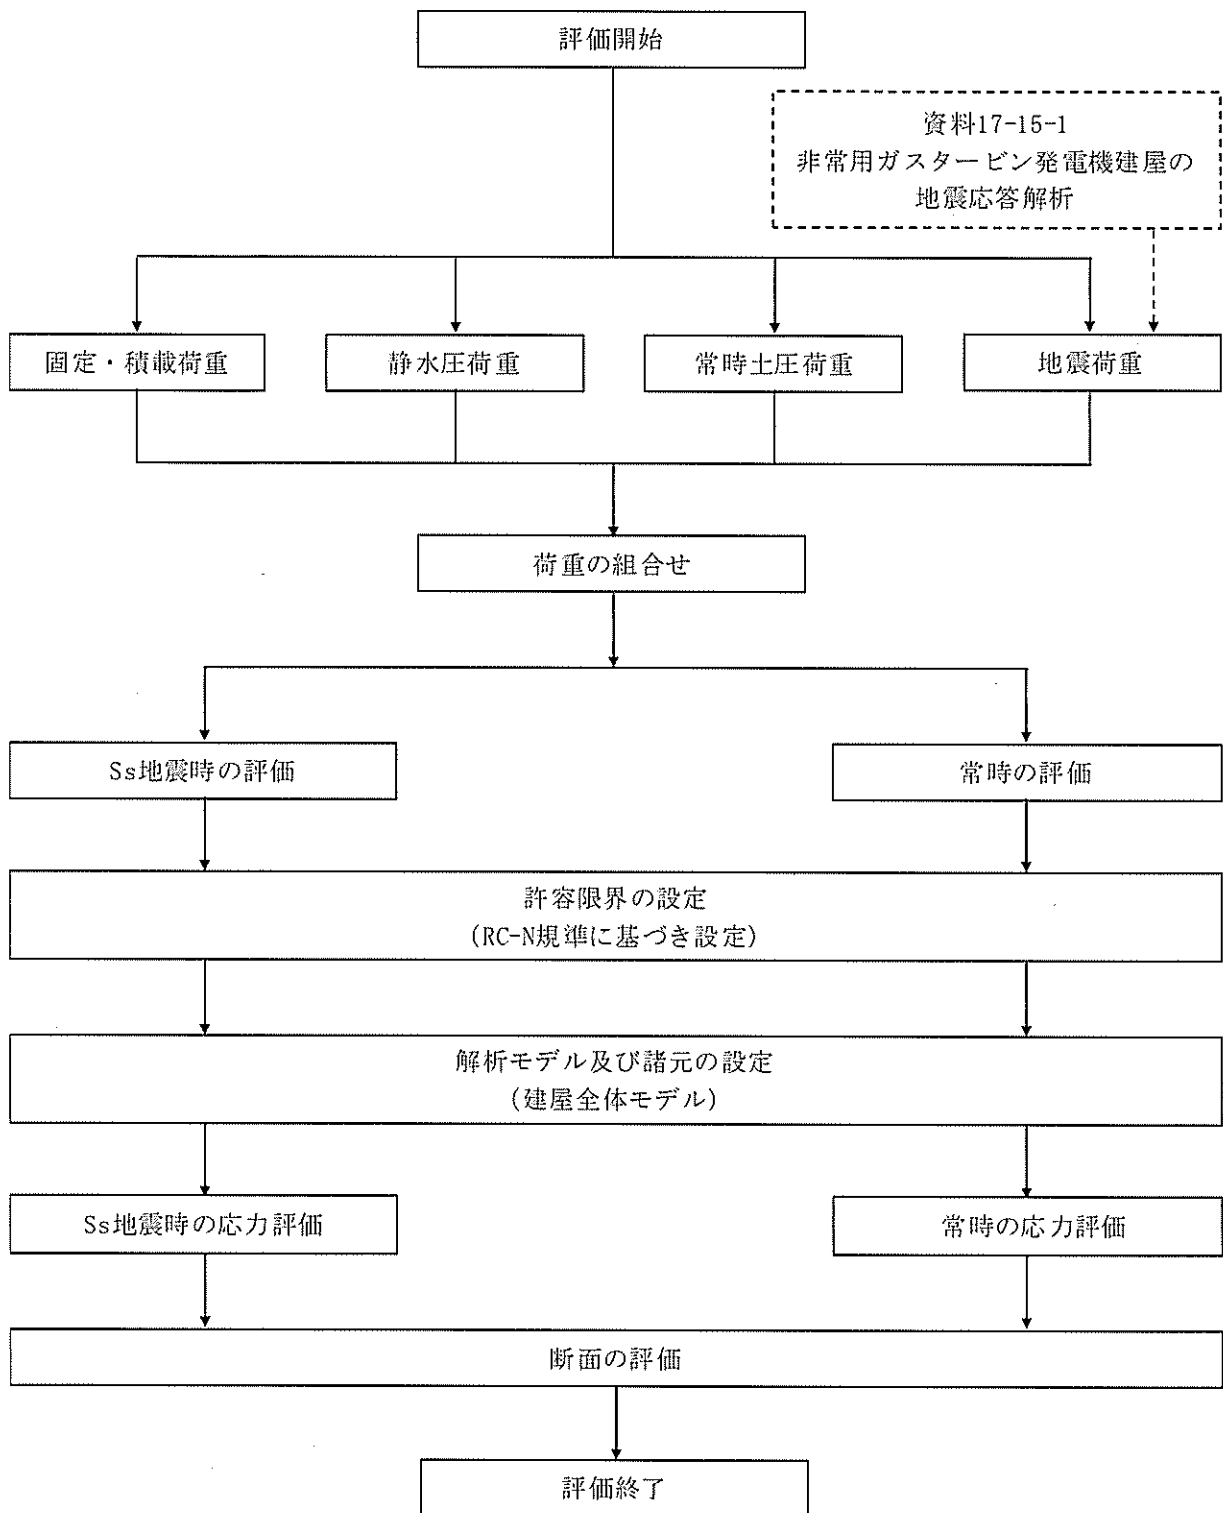 評価開始
資料17-15-1
非常用ガスタービン発電機建屋の
地震応答解析
固定・積載荷重
静水圧荷重
常時土圧荷重
地震荷重
荷重の組合せ
Ss地震時の評価
常時の評価
許容限界の設定
(RC-N規準に基づき設定)
解析モデル及び諸元の設定
(建屋全体モデル)
Ss地震時の応力評価
常時の応力評価
断面の評価
評価終了